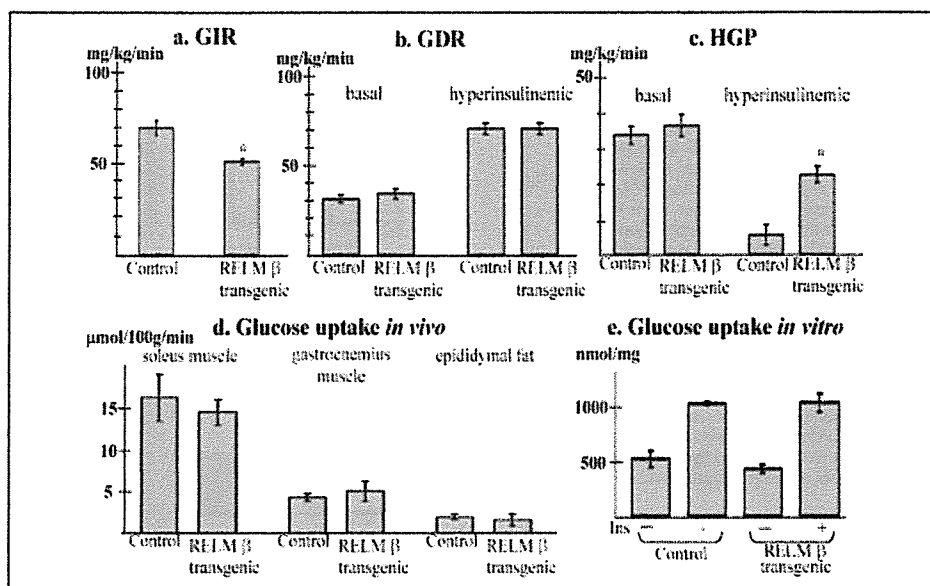 a. GIR
mg/kg/min
100
50
Control
RELM β
transgenic
b. GDR
mg/kg/min
100
50
basal
hyperinsulinemic
Control
RELM β
transgenic
Control
RELM β
transgenic
c. HGP
mg/kg/min
50
basal
hyperinsulinemic
a
Control
RELM β
transgenic
Control
RELM β
transgenic
d. Glucose uptake in vivo
μmol/100g/min
15
5
soleus muscle
gastrocnemius
muscle
epididymal fat
Control
RELM β
transgenic
Control
RELM β
transgenic
Control
RELM β
transgenic
e. Glucose uptake in vitro
nmol/mg
1000
500
Ins
−
−
+
Control
RELM β
transgenic